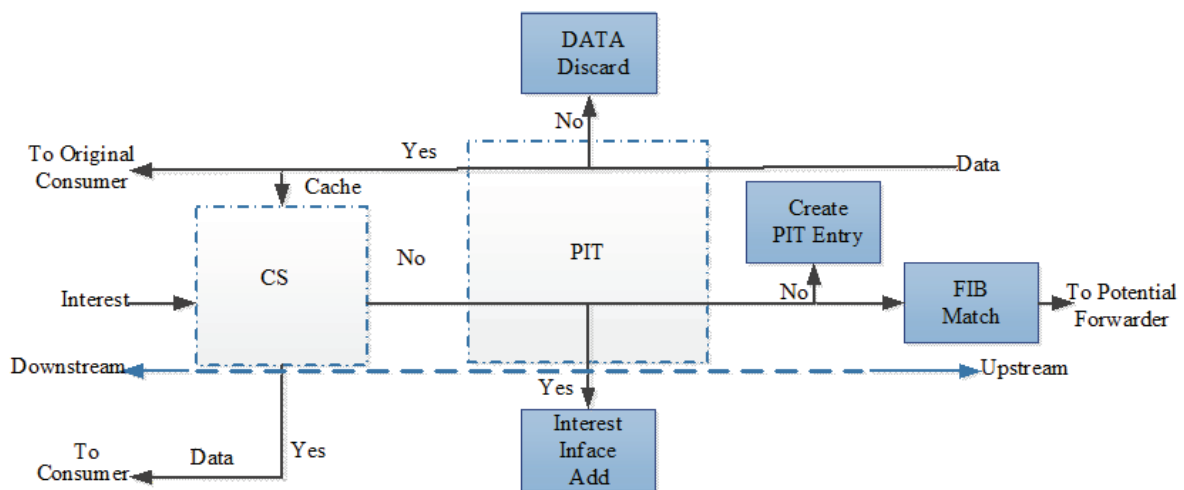 DATA
Discard
No
Yes
To Original
Consumer
Data
Cache
Create
PIT Entry
CS
No
PIT
Interest
No
FIB
Match
To Potential
Forwarder
Downstream
Upstream
Yes
To
Consumer
Data
Yes
Interest
Inface
Add